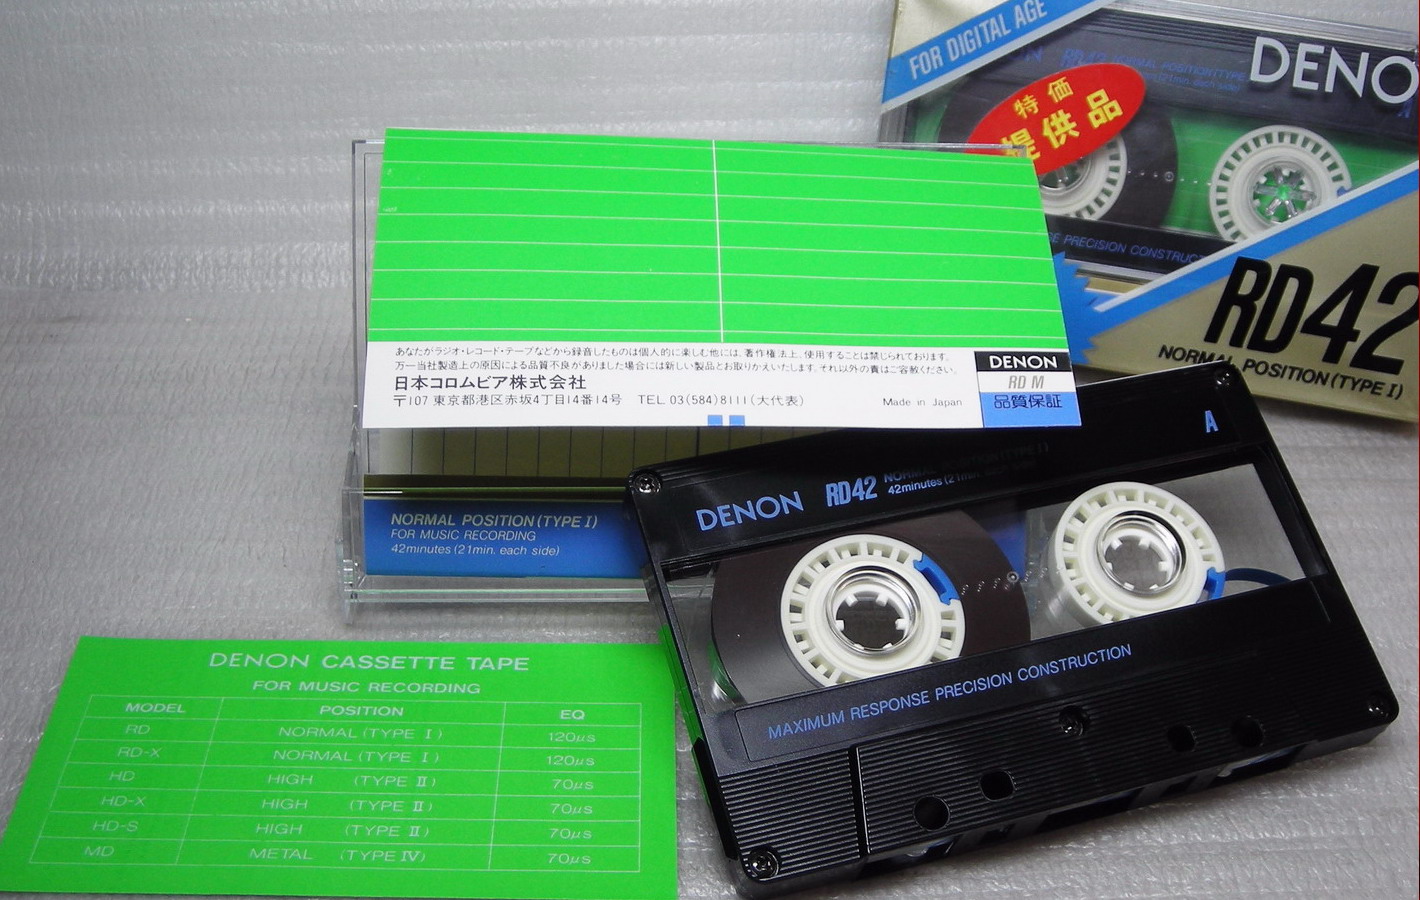 FOR DIGITAL AGE
DENO
特価
提供品
PRECISION
RD42
NORMAL POSITION (TYPE I)
あなたがラジオ・レコード・テープなどから録音したものは個人的に楽しむ他には、著作権法上、使用することは禁じられております。
万一当社製造上の原因による品質不良がありました場合には新しい製品とお取りかえいたします。それ以外の責はご容赦ください。
日本コロムビア株式会社
〒107 東京都港区赤坂4丁目14番14号 TEL.03(584)8111(大代表)
Made in Japan
DENON
RD M
品質保証
NORMAL POSITION (TYPE I)
FOR MUSIC RECORDING
42minutes (21min. each side)
A
DENON RD42 NORMAL POSITION (TYPE I)
42minutes (21min. each side)
MAXIMUM RESPONSE PRECISION CONSTRUCTION
DENON CASSETTE TAPE
FOR MUSIC RECORDING
MODEL POSITION EQ
RD NORMAL (TYPE I) 120μs
RD-X NORMAL (TYPE I) 120μs
HD HIGH (TYPE II) 70μs
HD-X HIGH (TYPE II) 70μs
HD-S HIGH (TYPE II) 70μs
MD METAL (TYPE IV) 70μs